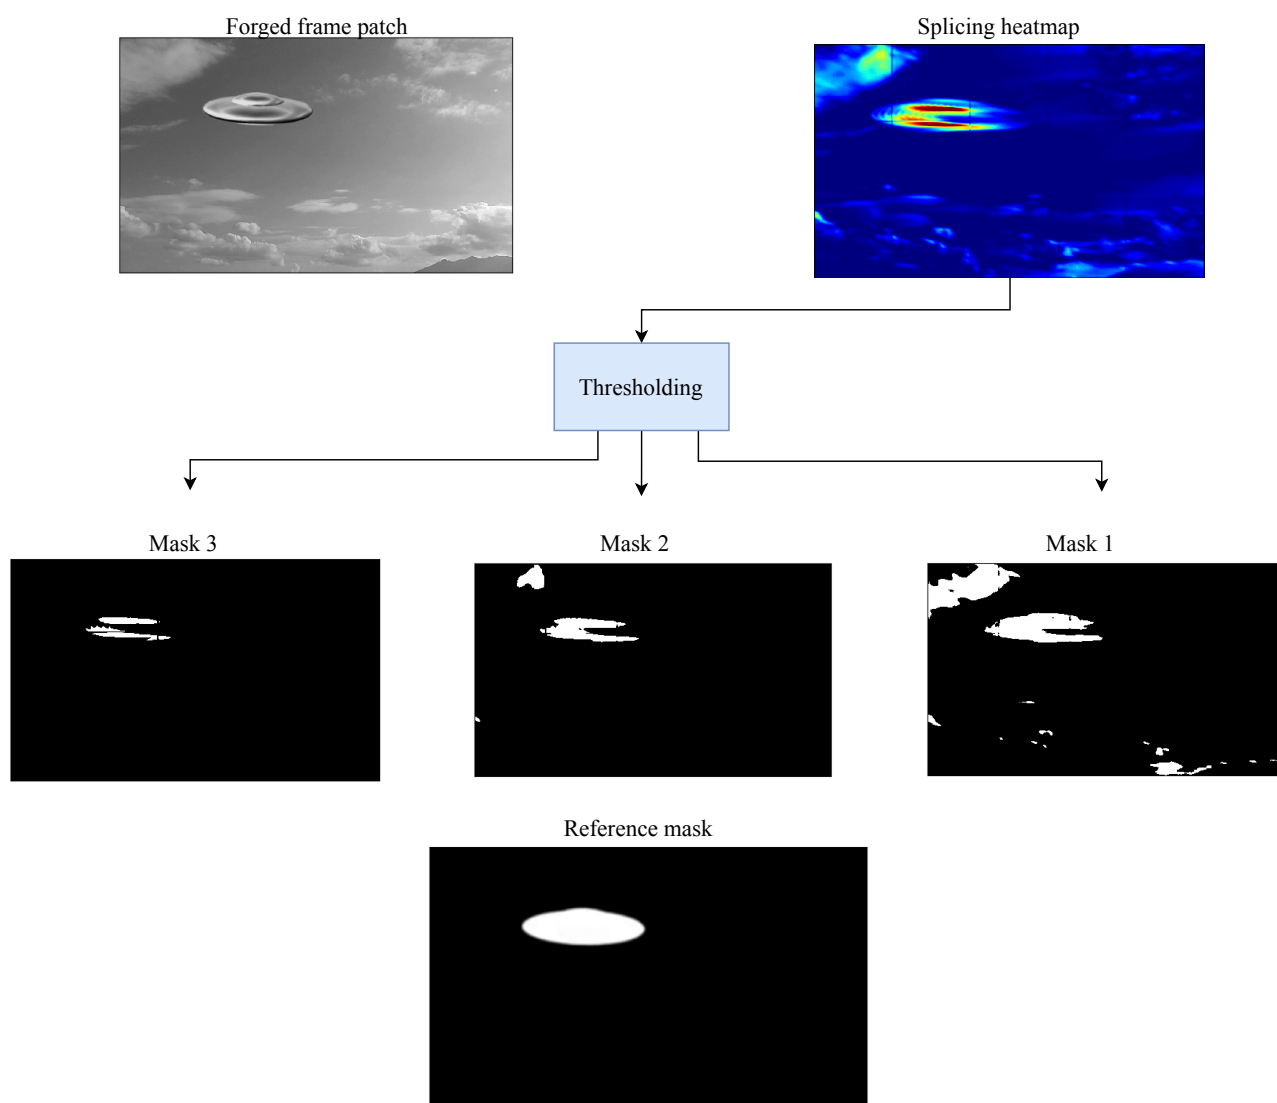 Forged frame patch
Splicing heatmap
Thresholding
Mask 3
Mask 2
Mask 1
Reference mask